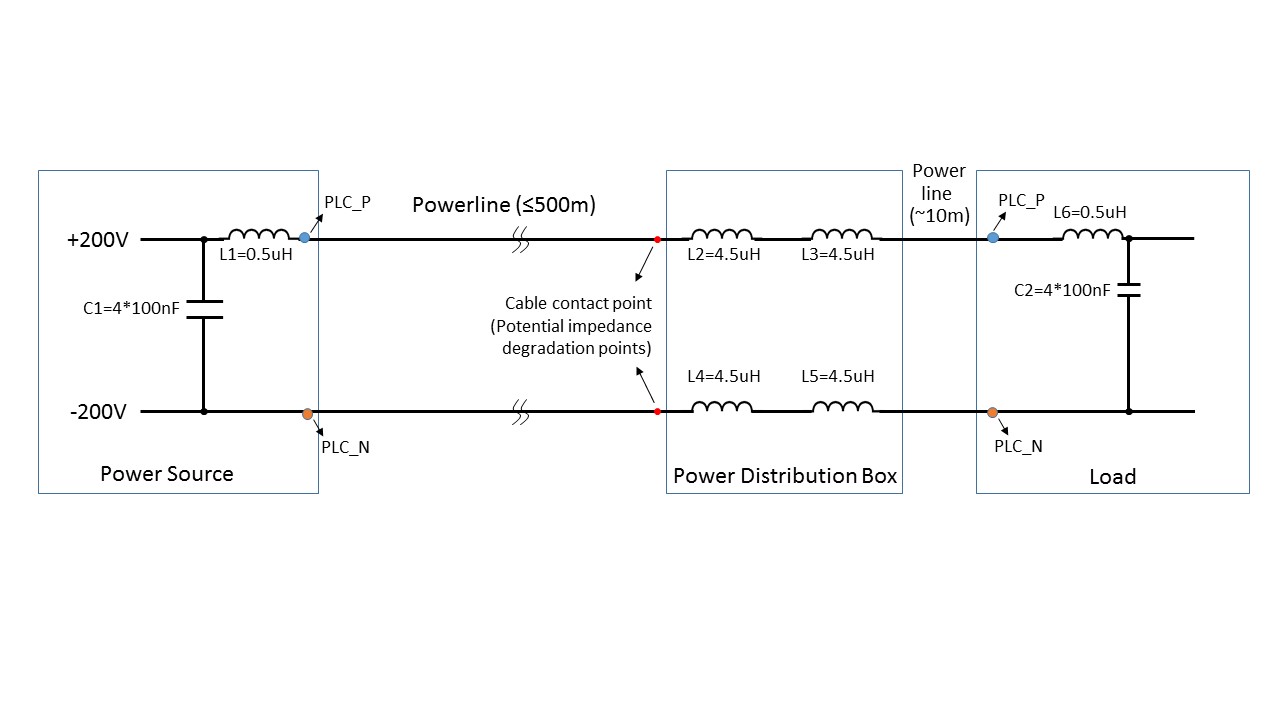 PLC_P
Powerline (≤500m)
Power
line
(~10m)
PLC_P
L6=0.5uH
+200V
L1=0.5uH
L2=4.5uH
L3=4.5uH
C1=4*100nF
Cable contact point
(Potential impedance
degradation points)
C2=4*100nF
L4=4.5uH
L5=4.5uH
-200V
PLC_N
PLC_N
Power Source
Power Distribution Box
Load